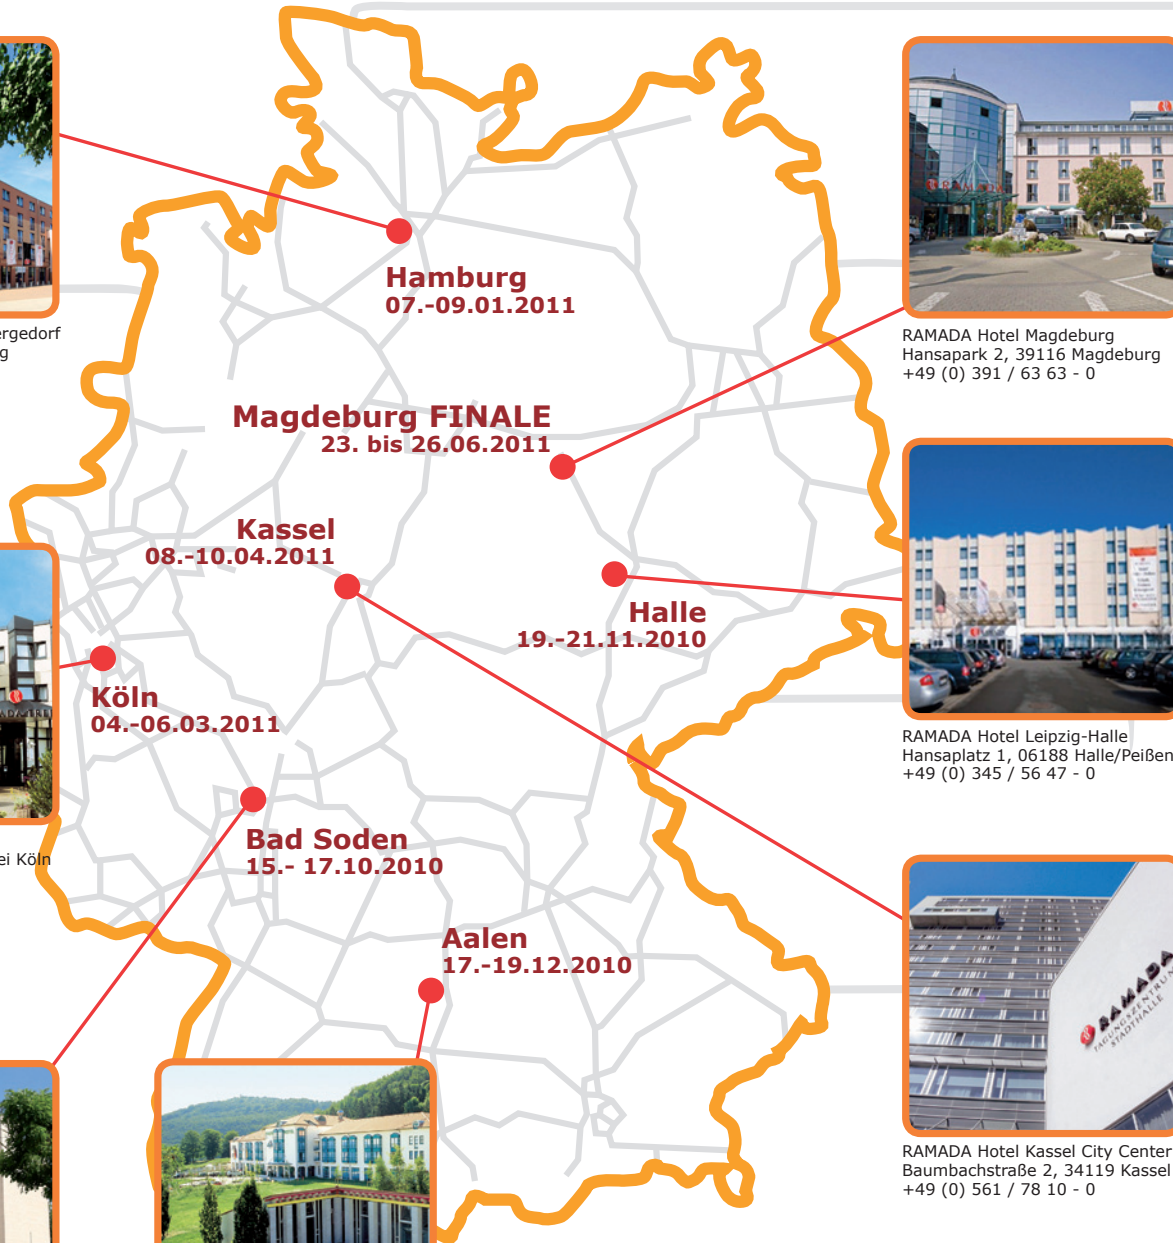 ergedorf
g
Hamburg
07.-09.01.2011
RAMADA Hotel Magdeburg
Hansapark 2, 39116 Magdeburg
+49 (0) 391 / 63 63 - 0
Magdeburg FINALE
23. bis 26.06.2011
Kassel
08.-10.04.2011
Halle
19.-21.11.2010
Köln
04.-06.03.2011
RAMADA Hotel Leipzig-Halle
Hansaplatz 1, 06188 Halle/Peißen
+49 (0) 345 / 56 47 - 0
Bad Soden
15.- 17.10.2010
ei Köln
Aalen
17.-19.12.2010
RAMADA
TAGUNGSZENTRUM
STADTHALLE
RAMADA Hotel Kassel City Center
Baumbachstraße 2, 34119 Kassel
+49 (0) 561 / 78 10 - 0